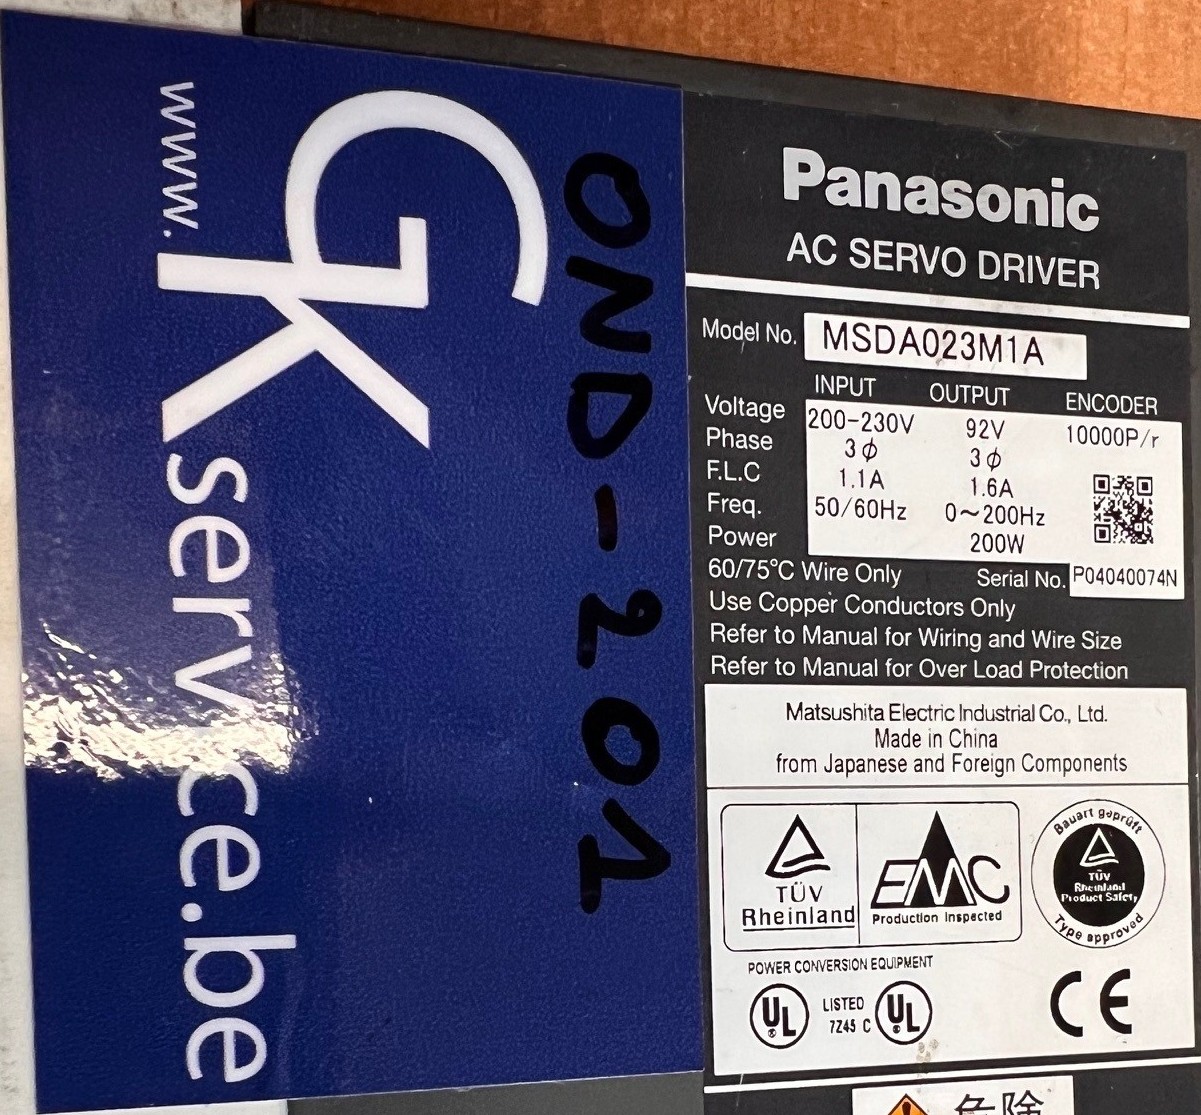 www.
GK
service.be
OND-201
Panasonic
AC SERVO DRIVER
Model No. MSDA023M1A
INPUT OUTPUT ENCODER
Voltage 200-230V 92V 10000P/r
Phase 3ϕ 3ϕ
F.L.C 1.1A 1.6A
Freq. 50/60Hz 0~200Hz
Power 200W
60/75°C Wire Only Serial No. P04040074N
Use Copper Conductors Only
Refer to Manual for Wiring and Wire Size
Refer to Manual for Over Load Protection
Matsushita Electric Industrial Co., Ltd.
Made in China
from Japanese and Foreign Components
TÜV
Rheinland
EMC
Production Inspected
Bauart geprüft
TÜV
Rheinland
Product Safety
Type approved
POWER CONVERSION EQUIPMENT
UL LISTED UL
7Z45 C
CE
危険